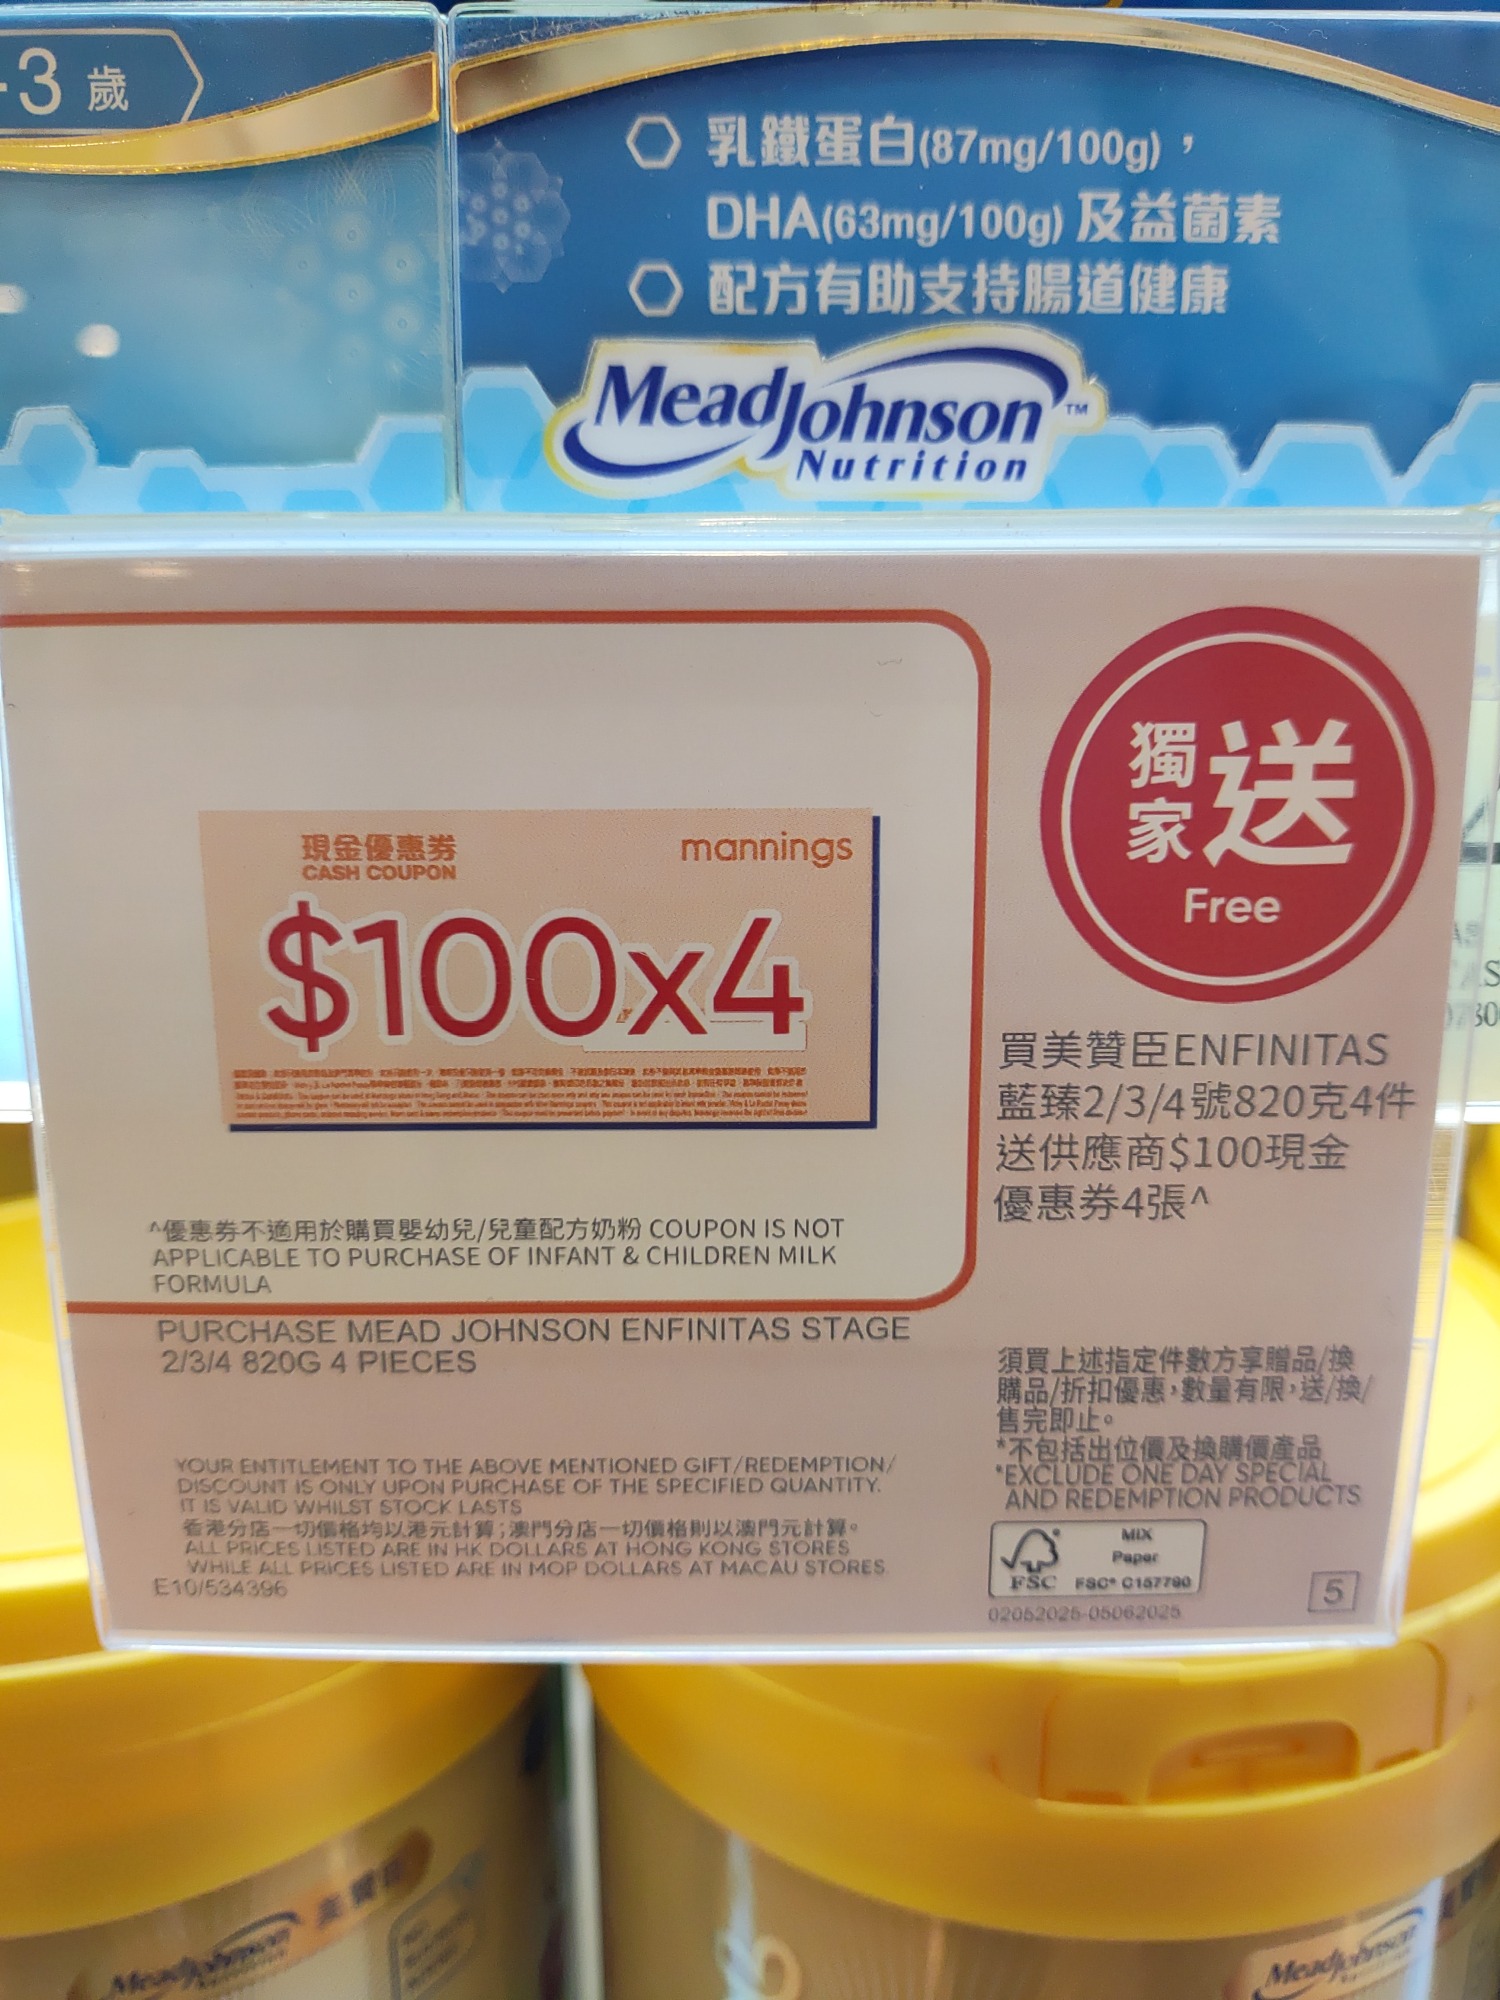 -3 歲
乳鐵蛋白(87mg/100g)，
DHA(63mg/100g) 及益菌素
配方有助支持腸道健康
MeadJohnson™
Nutrition
獨家送
Free
現金優惠券
CASH COUPON
mannings
$100x4
買美贊臣ENFINITAS
藍臻2/3/4號820克4件
送供應商$100現金
優惠券4張^
^優惠券不適用於購買嬰幼兒/兒童配方奶粉 COUPON IS NOT
APPLICABLE TO PURCHASE OF INFANT & CHILDREN MILK
FORMULA
PURCHASE MEAD JOHNSON ENFINITAS STAGE
2/3/4 820G 4 PIECES
須買上述指定件數方享贈品/換
購品/折扣優惠，數量有限，送/換/
售完即止。
*不包括出位價及換購價產品
*EXCLUDE ONE DAY SPECIAL
AND REDEMPTION PRODUCTS
YOUR ENTITLEMENT TO THE ABOVE MENTIONED GIFT/REDEMPTION/
DISCOUNT IS ONLY UPON PURCHASE OF THE SPECIFIED QUANTITY.
IT IS VALID WHILST STOCK LASTS
香港分店一切價格均以港元計算；澳門分店一切價格則以澳門元計算。
ALL PRICES LISTED ARE IN HK DOLLARS AT HONG KONG STORES
WHILE ALL PRICES LISTED ARE IN MOP DOLLARS AT MACAU STORES.
E10/534396
MIX
Paper
FSC FSC® C157790
5
02052025-05062025
MeadJohnson
MeadJohnson